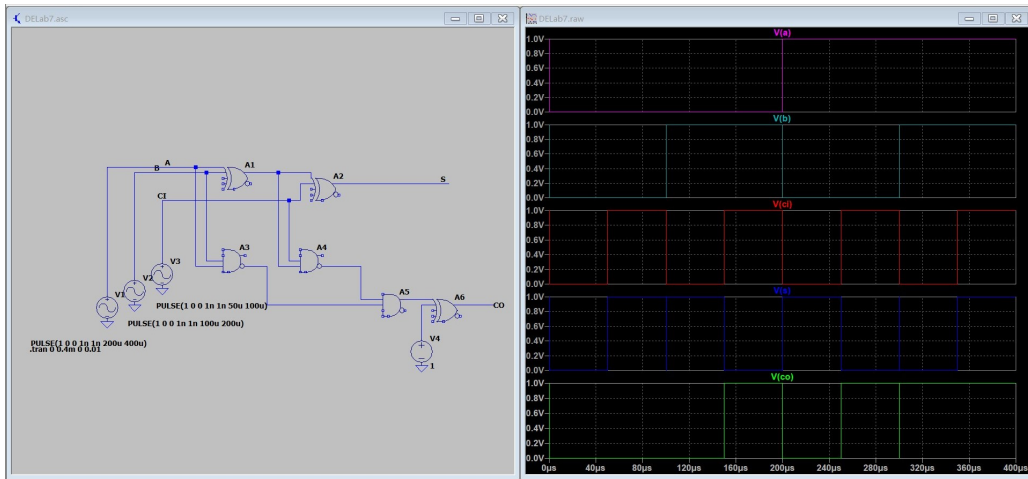 DELab7.asc
DELab7.raw
A
B
A1
A2
S
CI
A3
A4
V3
V2
V1
A5
A6
CO
PULSE(1 0 0 1n 1n 50u 100u)
PULSE(1 0 0 1n 1n 100u 200u)
V4
PULSE(1 0 0 1n 1n 200u 400u)
.tran 0 0.4m 0 0.01
1
V(a)
1.0V
0.8V
0.6V
0.4V
0.2V
0.0V
V(b)
1.0V
0.8V
0.6V
0.4V
0.2V
0.0V
V(ci)
1.0V
0.8V
0.6V
0.4V
0.2V
0.0V
V(s)
1.0V
0.8V
0.6V
0.4V
0.2V
0.0V
V(co)
1.0V
0.8V
0.6V
0.4V
0.2V
0.0V
0µs 40µs 80µs 120µs 160µs 200µs 240µs 280µs 320µs 360µs 400µs